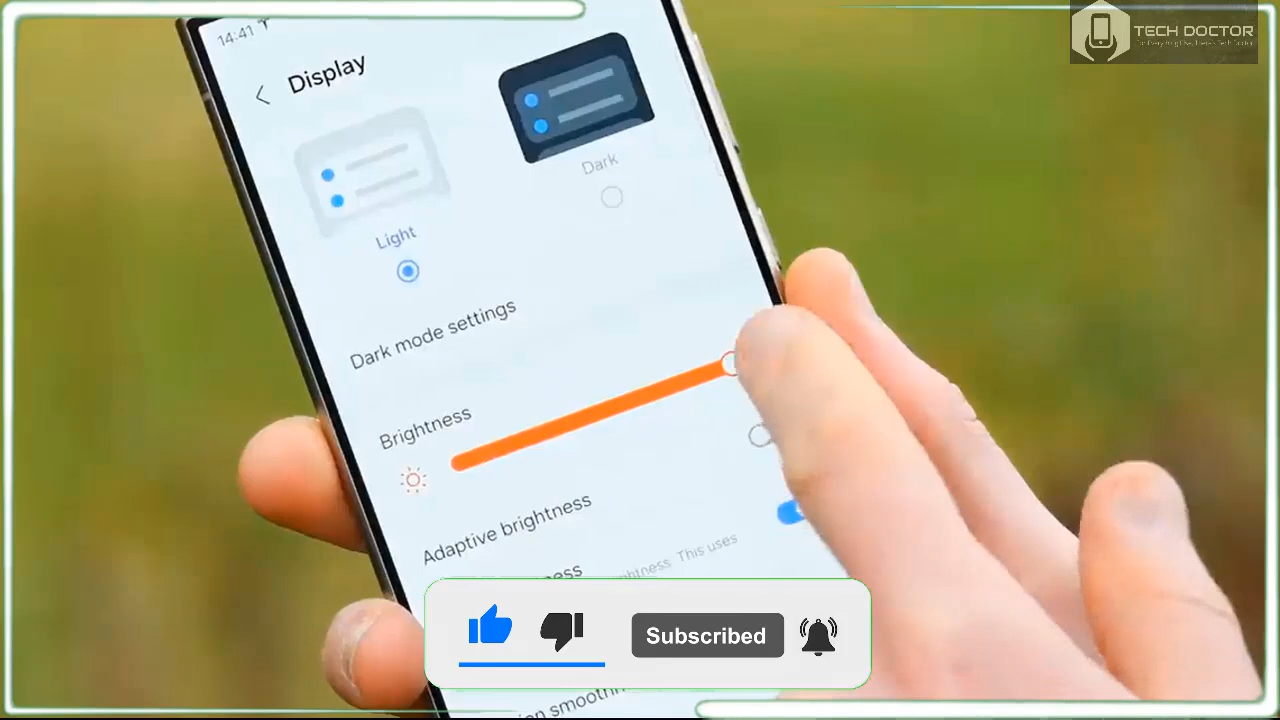 14:41
TECH DOCTOR
Display
Dark
Light
Dark mode settings
Brightness
Adaptive brightness
This uses
Subscribed